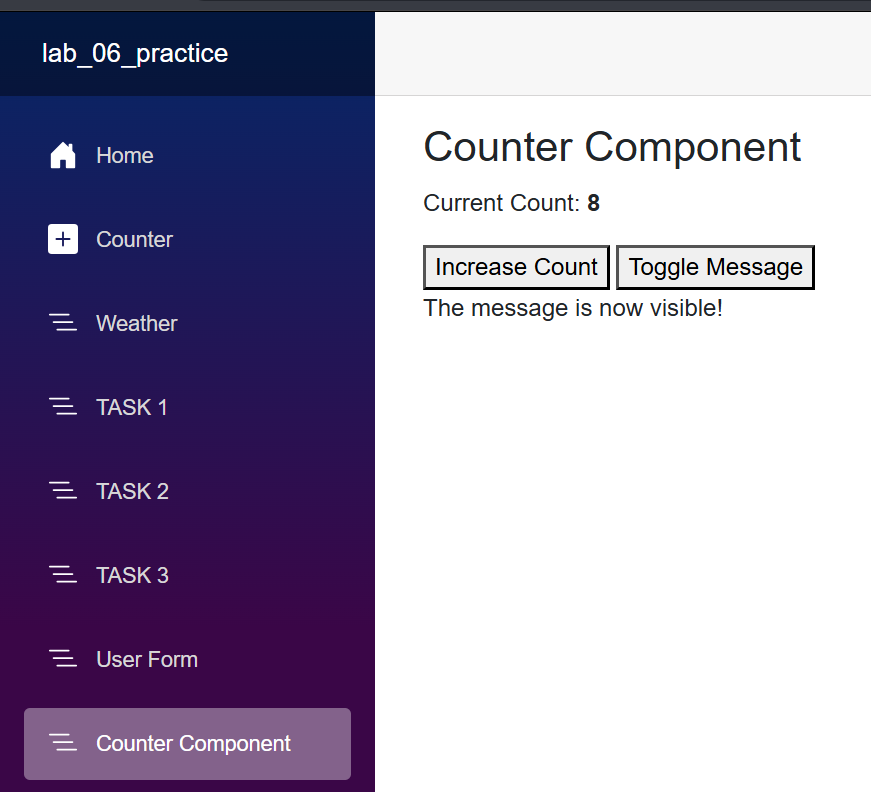 lab_06_practice
Home
Counter
Weather
TASK 1
TASK 2
TASK 3
User Form
Counter Component
Counter Component
Current Count: 8
Increase Count Toggle Message
The message is now visible!